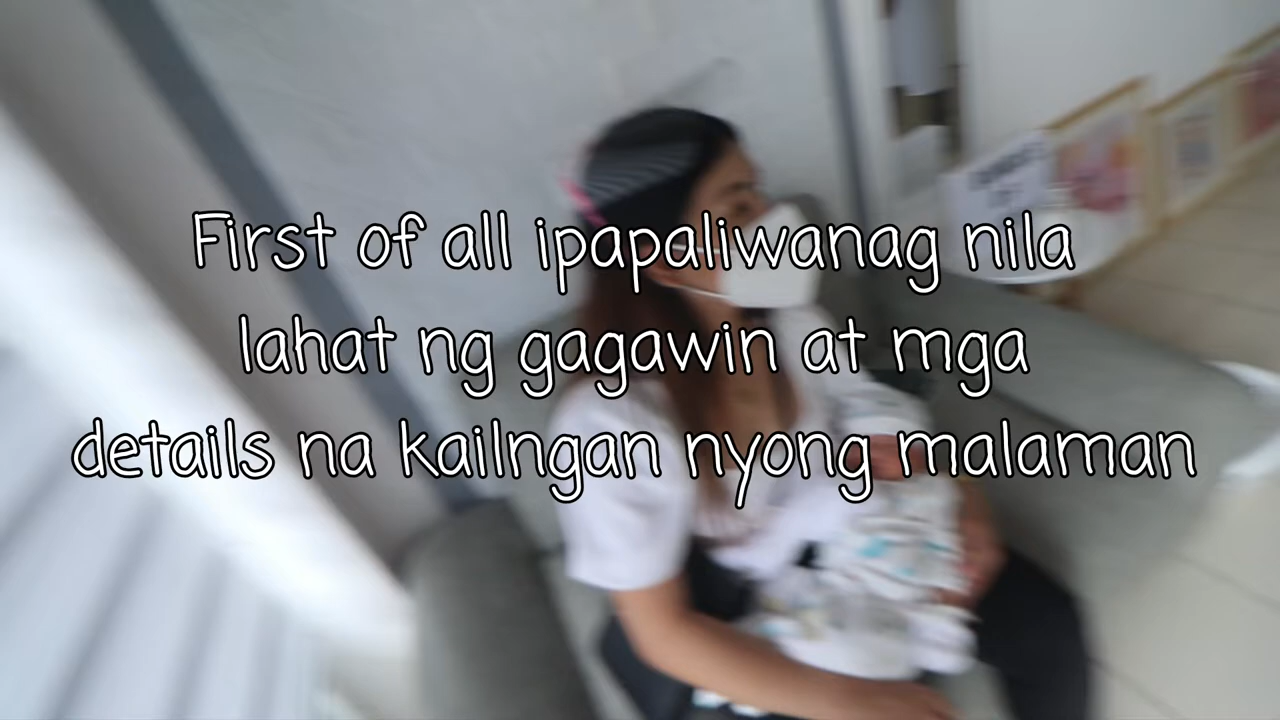 First of all ipapaliwanag nila
lahat ng gagawin at mga
details na kailngan nyong malaman